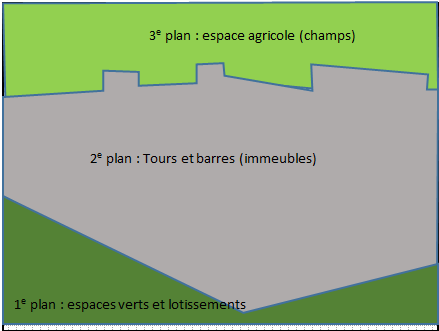 3e plan : espace agricole (champs)
2e plan : Tours et barres (immeubles)
1e plan : espaces verts et lotissements